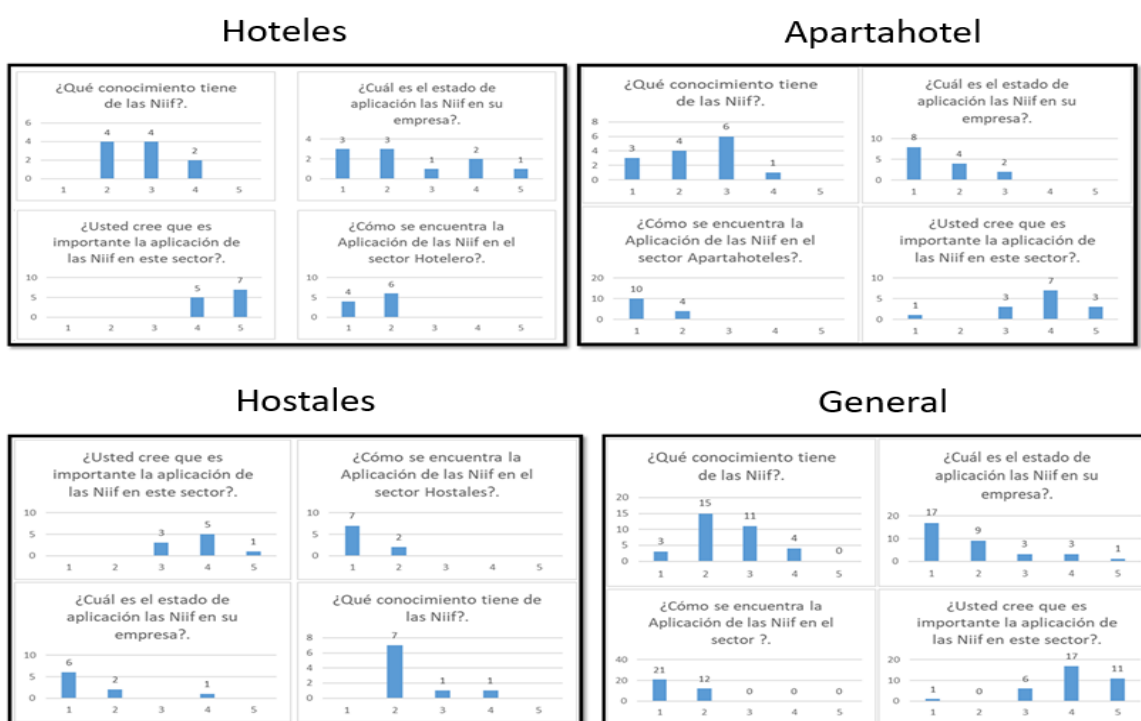 Hoteles
¿Qué conocimiento tiene
de las Niif?.
6
4
2
0
4
4
2
1 2 3 4 5
¿Cuál es el estado de
aplicación las Niif en su
empresa?.
4
2
0
3
3
1
2
1
1 2 3 4 5
¿Usted cree que es
importante la aplicación de
las Niif en este sector?.
10
5
0
5
7
1 2 3 4 5
¿Cómo se encuentra la
Aplicación de las Niif en el
sector Hotelero?.
10
5
0
4
6
1 2 3 4 5
Apartahotel
¿Qué conocimiento tiene
de las Niif?.
8
6
4
2
0
3
4
6
1
1 2 3 4 5
¿Cuál es el estado de
aplicación las Niif en su
empresa?.
10
5
0
8
4
2
1 2 3 4 5
¿Cómo se encuentra la
Aplicación de las Niif en el
sector Apartahoteles?.
20
10
0
10
4
1 2 3 4 5
¿Usted cree que es
importante la aplicación de
las Niif en este sector?.
10
5
0
1
3
7
3
1 2 3 4 5
Hostales
¿Usted cree que es
importante la aplicación de
las Niif en este sector?.
10
5
0
3
5
1
1 2 3 4 5
¿Cómo se encuentra la
Aplicación de las Niif en el
sector Hostales?.
10
5
0
7
2
1 2 3 4 5
¿Cuál es el estado de
aplicación las Niif en su
empresa?.
10
5
0
6
2
1
1 2 3 4 5
¿Qué conocimiento tiene de
las Niif?.
8
6
4
2
0
7
1
1
1 2 3 4 5
General
¿Qué conocimiento tiene
de las Niif?.
20
15
10
5
0
3
15
11
4
0
1 2 3 4 5
¿Cuál es el estado de
aplicación las Niif en su
empresa?.
20
10
0
17
9
3
3
1
1 2 3 4 5
¿Cómo se encuentra la
Aplicación de las Niif en el
sector ?.
40
20
0
21
12
0
0
0
1 2 3 4 5
¿Usted cree que es
importante la aplicación de
las Niif en este sector?.
20
10
0
1
0
6
17
11
1 2 3 4 5